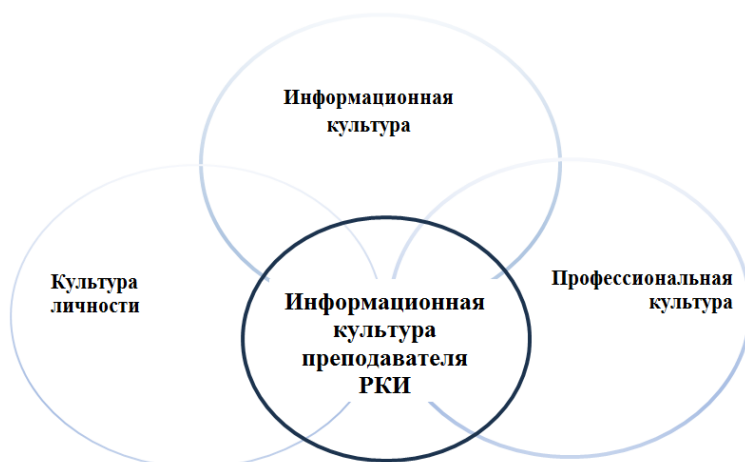 Информационная
культура
Культура
личности
Профессиональная
культура
Информационная
культура
преподавателя
РКИ